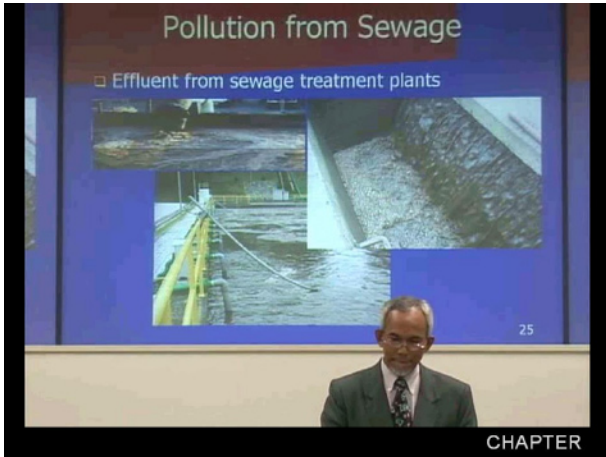 Pollution from Sewage
Effluent from sewage treatment plants
25
CHAPTER